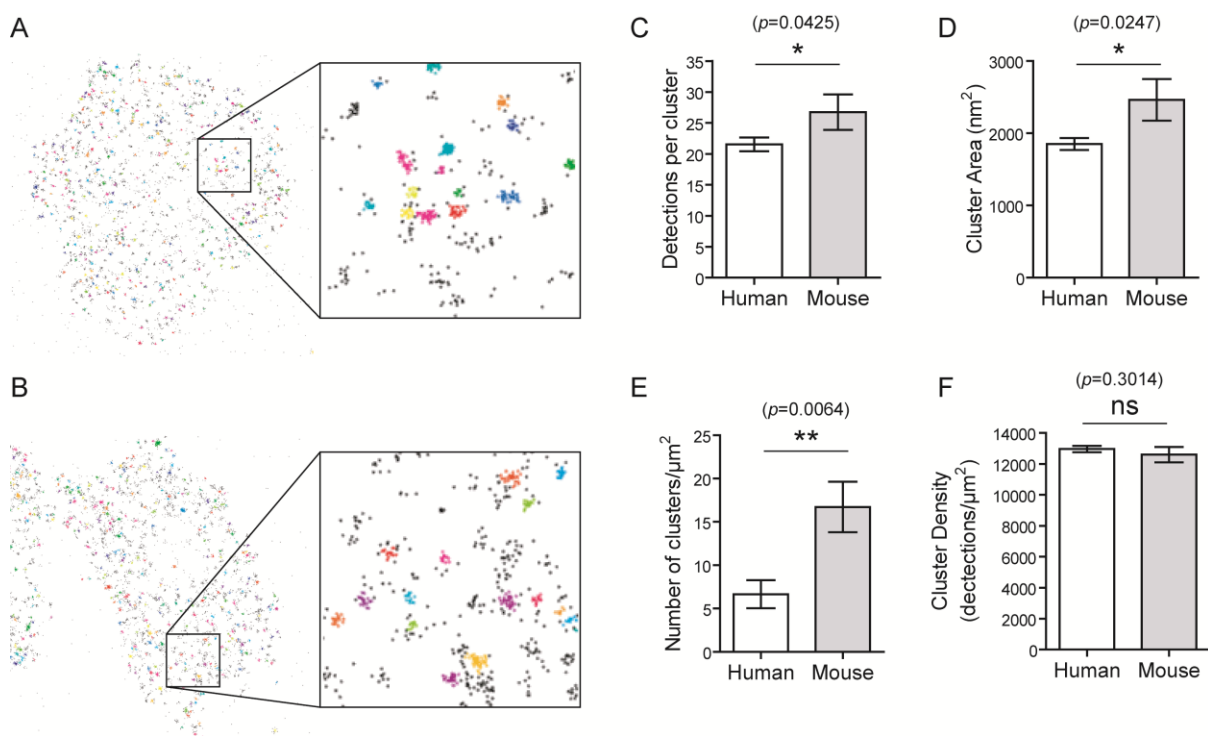 A
B
C
(p=0.0425)
*
Detections per cluster
35
30
25
20
15
10
5
0
Human Mouse
D
(p=0.0247)
*
Cluster Area (nm²)
3000
2000
1000
0
Human Mouse
E
(p=0.0064)
**
Number of clusters/µm²
25
20
15
10
5
0
Human Mouse
F
(p=0.3014)
ns
Cluster Density
(dectections/µm²)
14000
12000
10000
8000
6000
4000
2000
0
Human Mouse